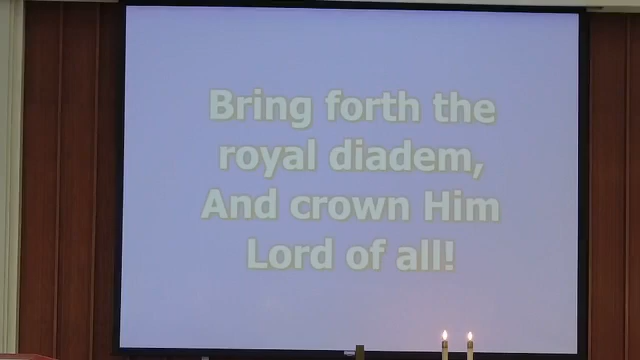 Bring forth the
royal diadem,
And crown Him
Lord of all!